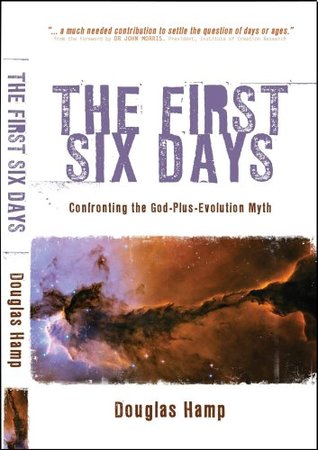 "... a much needed contribution to settle the question of days or ages."
from the foreword by DR JOHN MORRIS, President, Institute of Creation Research
THE FIRST
SIX DAYS
Confronting the God-Plus-Evolution Myth
Douglas Hamp
THE FIRST SIX DAYS
Douglas Hamp